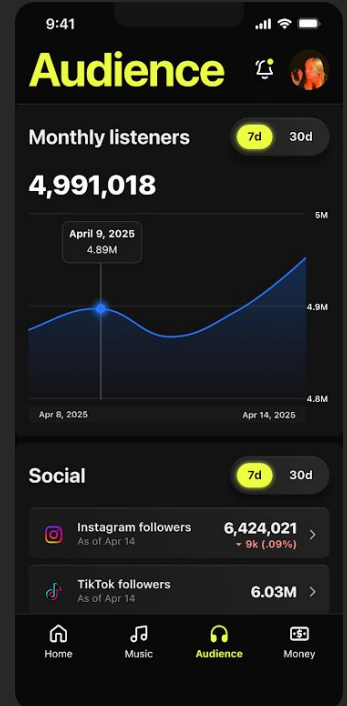 9:41
Audience
Monthly listeners
7d 30d
4,991,018
5M
April 9, 2025
4.89M
4.9M
4.8M
Apr 8, 2025 Apr 14, 2025
Social
7d 30d
Instagram followers 6,424,021
As of Apr 14 9k (.09%)
TikTok followers 6.03M
As of Apr 14
Home Music Audience Money